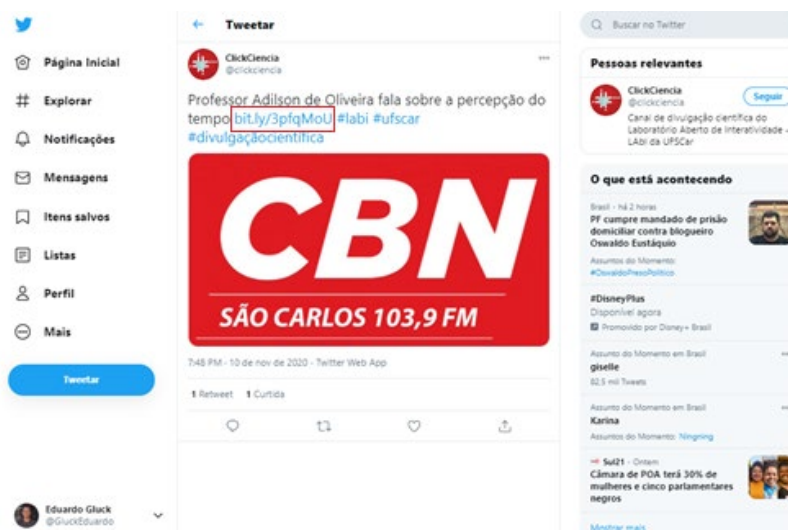 Página Inicial
Explorar
Notificações
Mensagens
Itens salvos
Listas
Perfil
Mais
Tweetar
Eduardo Gluck
@GluckEduardo
Tweetar
ClickCiencia
@clickciencia
Professor Adilson de Oliveira fala sobre a percepção do
tempo bit.ly/3pfqMoU #labi #ufscar
#divulgaçãocientífica
CBN
SÃO CARLOS 103,9 FM
7:48 PM · 10 de nov de 2020 · Twitter Web App
1 Retweet 1 Curtida
Buscar no Twitter
Pessoas relevantes
ClickCiencia
@clickciencia
Seguir
Canal de divulgação científica do
Laboratório Aberto de Interatividade -
LAbI da UFSCar
O que está acontecendo
Brasil · há 2 horas
PF cumpre mandado de prisão
domiciliar contra blogueiro
Oswaldo Eustáquio
Assuntos do Momento:
#OswaldoPresoPolitico
#DisneyPlus
Disponível agora
Promovido por Disney+ Brasil
Assunto do Momento em Brasil
giselle
82,5 mil Tweets
Assunto do Momento em Brasil
Karina
Assuntos do Momento: Ningning
Sul21 · Ontem
Câmara de POA terá 30% de
mulheres e cinco parlamentares
negros
Mostrar mais